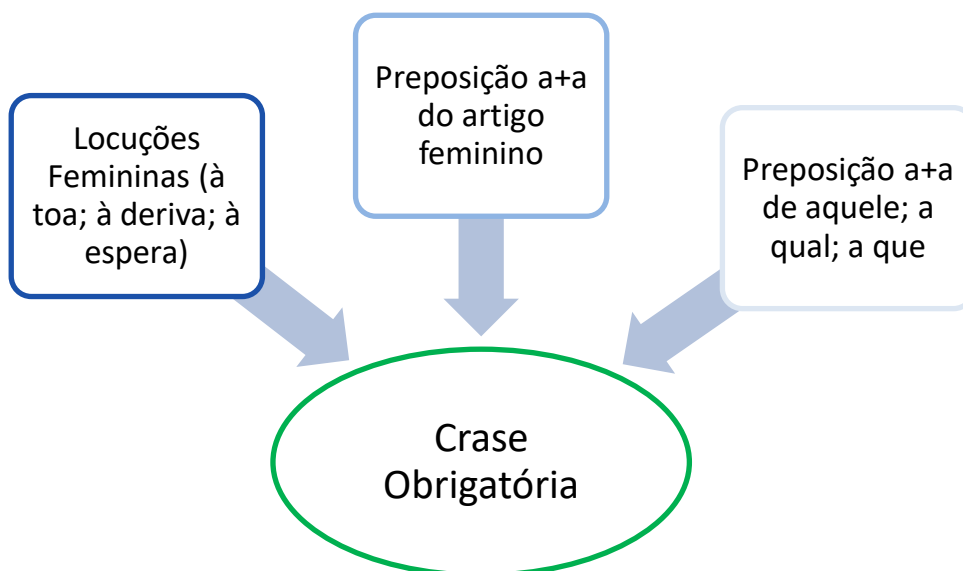 Locuções
Femininas (à
toa; à deriva; à
espera)
Preposição a+a
do artigo
feminino
Preposição a+a
de aquele; a
qual; a que
Crase
Obrigatória